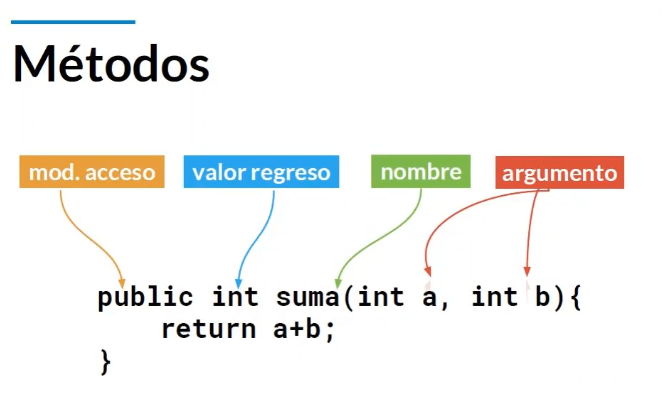 Métodos
mod. acceso
valor regreso
nombre
argumento
public int suma(int a, int b){
return a+b;
}